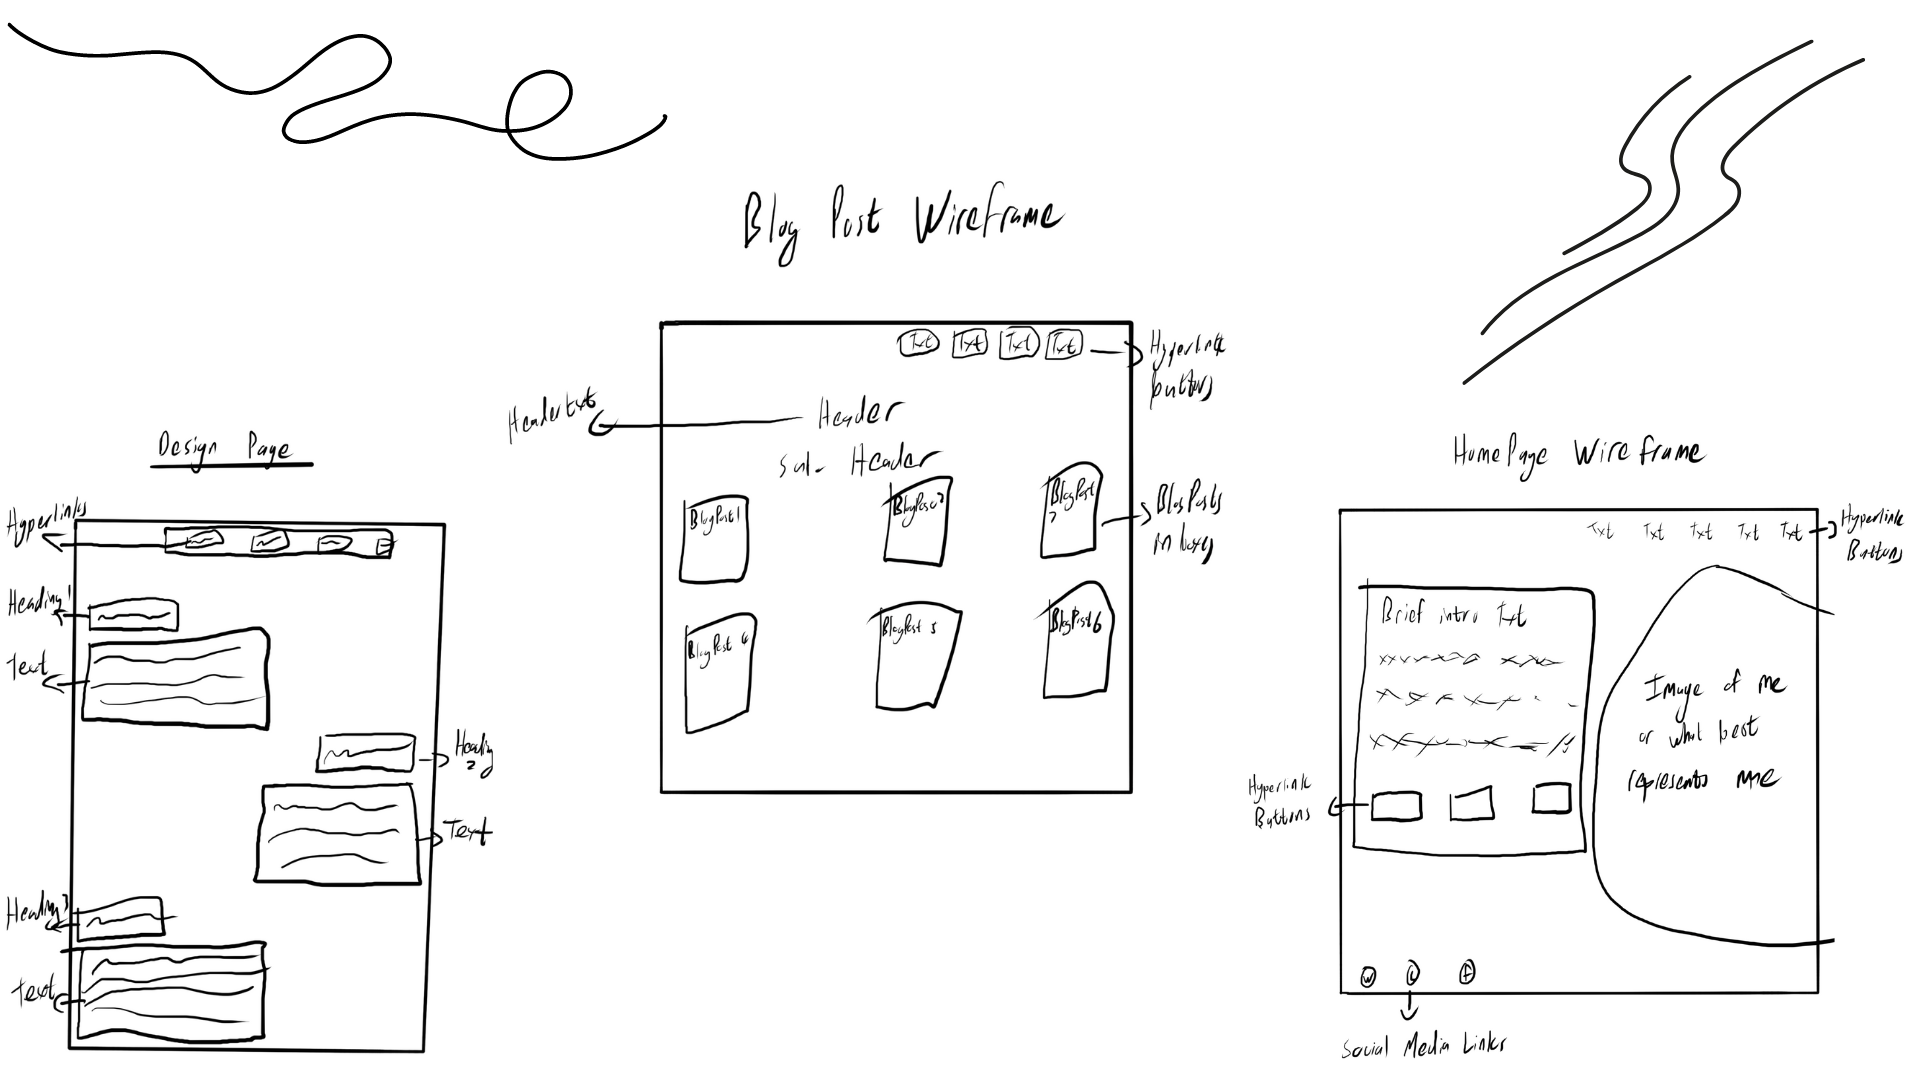 Blog Post Wireframe
Txt Txt Txt Txt
Hyperlink
buttons
Header txt
Header
Sub- Header
BlogPost 1
BlogPost 2
BlogPost
BlogPosts
in boxes
BlogPost 4
BlogPost 5
BlogPost 6
Design Page
Hyperlinks
Heading 1
Text
Heading
2
Text
Heading 3
Text
HomePage Wireframe
Txt Txt Txt Txt Txt
Hyperlink
Buttons
Brief intro Txt
Image of me
or what best
represents me
Hyperlink
Buttons
W
f
Social Media Links